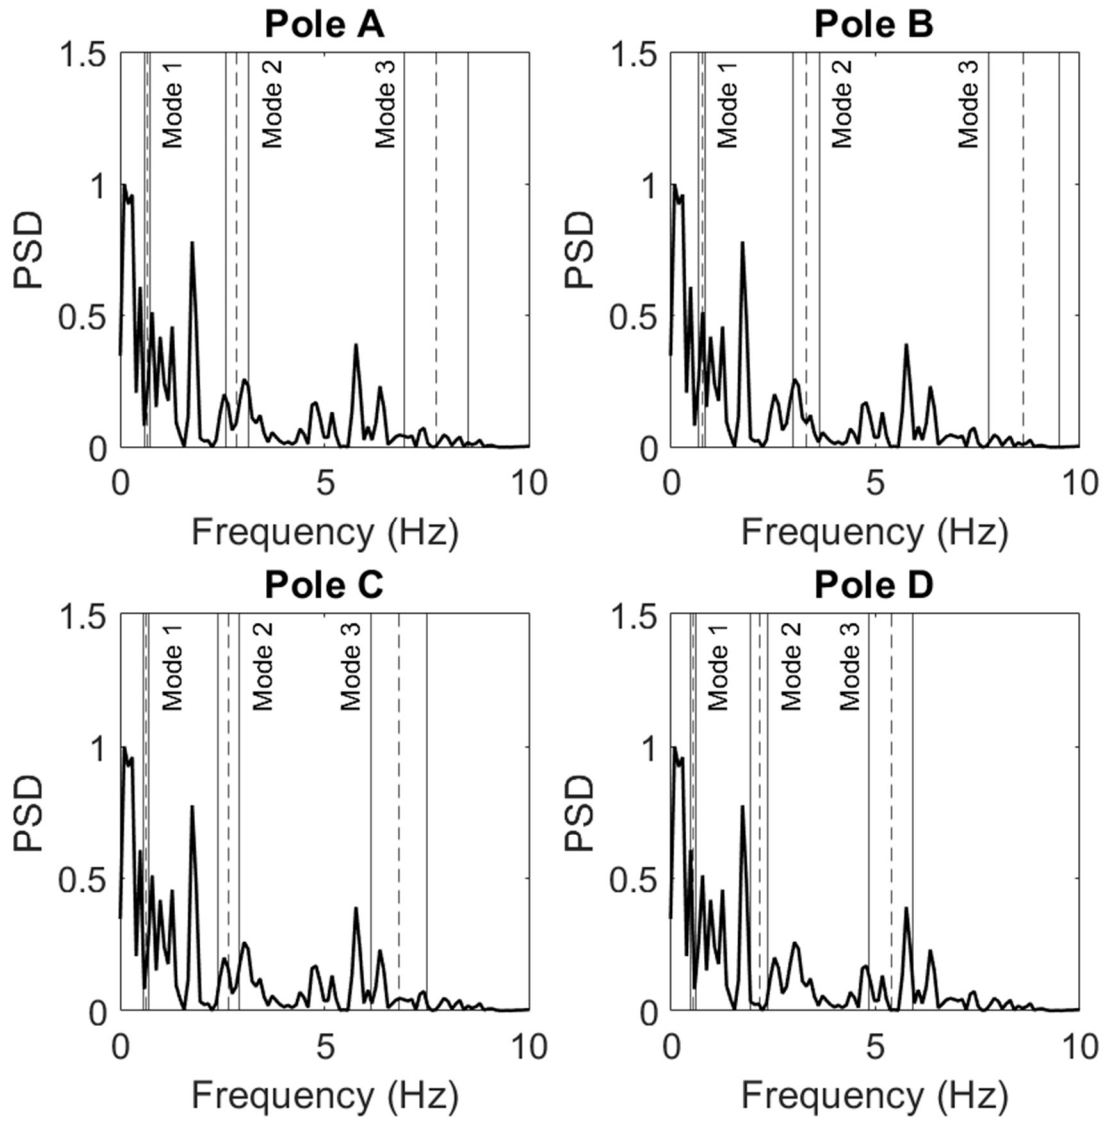 Pole A
1.5
1
0.5
0
PSD
Mode 1
Mode 2
Mode 3
0 5 10
Frequency (Hz)
Pole B
1.5
1
0.5
0
PSD
Mode 1
Mode 2
Mode 3
0 5 10
Frequency (Hz)
Pole C
1.5
1
0.5
0
PSD
Mode 1
Mode 2
Mode 3
0 5 10
Frequency (Hz)
Pole D
1.5
1
0.5
0
PSD
Mode 1
Mode 2
Mode 3
0 5 10
Frequency (Hz)